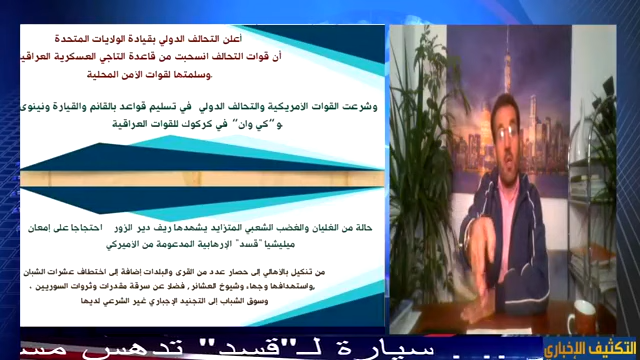 أعلن التحالف الدولي بقيادة الولايات المتحدة
أن قوات التحالف انسحبت من قاعدة التاجي العسكرية العراقية
وسلمتها لقوات الأمن المحلية.
وشرعت القوات الأمريكية والتحالف الدولي في تسليم قواعد بالقائم والقيارة ونينوى
و"كي وان" في كركوك للقوات العراقية.
حالة من الغليان والغضب الشعبي المتزايد يشهدها ريف دير الزور احتجاجا على إمعان
ميليشيا "قسد" الإرهابية المدعومة من الأميركي
من تنكيل بالأهالي إلى حصار عدد من القرى والبلدات إضافة إلى اختطاف عشرات الشبان
واستهدافها وجهاء وشيوخ العشائر , فضلا عن سرقة مقدرات وثروات السوريين ,
وسوق الشباب إلى التجنيد الإجباري غير الشرعي لديها
سيارة لـ"قسد" تدهس
التكثيف الإخباري